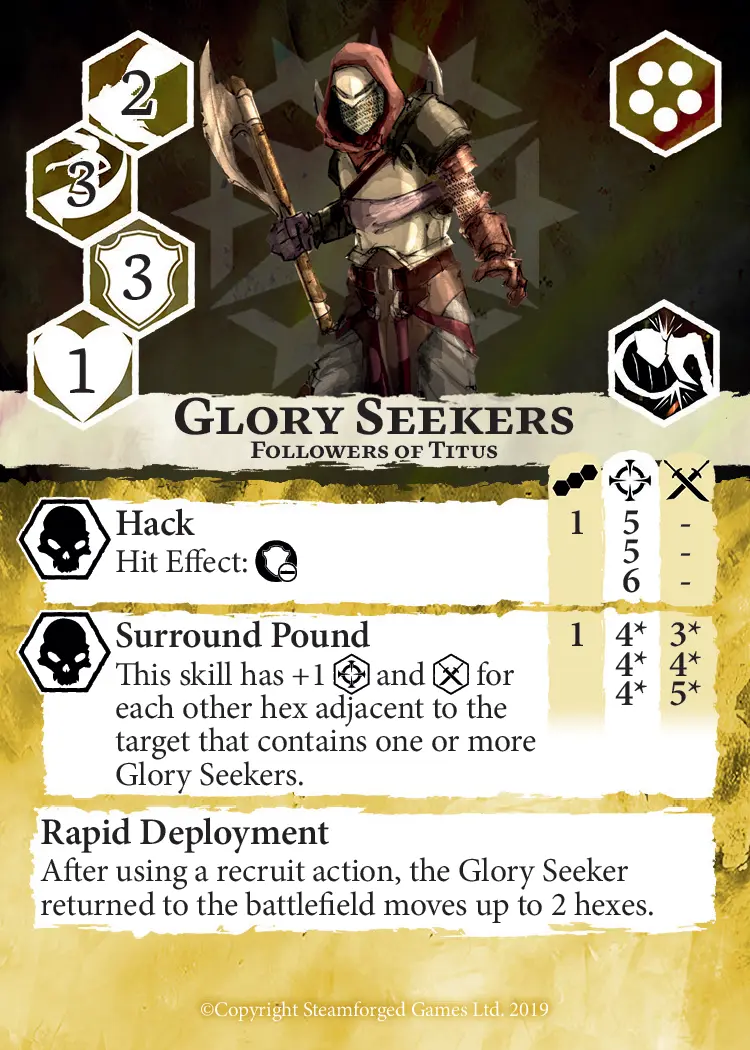 2
3
3
1
Glory Seekers
Followers of Titus
Hack 1 5 -
Hit Effect: 5 -
6 -
Surround Pound 1 4* 3*
This skill has +1 and for 4* 4*
each other hex adjacent to the 4* 5*
target that contains one or more
Glory Seekers.
Rapid Deployment
After using a recruit action, the Glory Seeker
returned to the battlefield moves up to 2 hexes.
©Copyright Steamforged Games Ltd. 2019